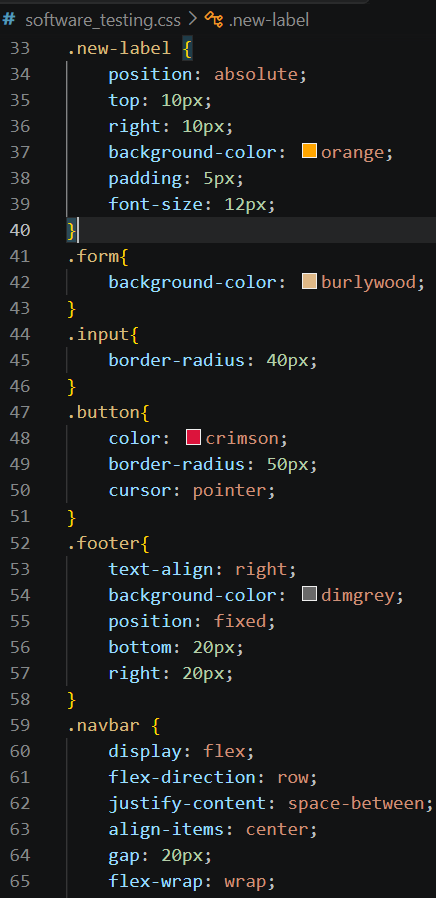 # software_testing.css > .new-label
33 .new-label {
34     position: absolute;
35     top: 10px;
36     right: 10px;
37     background-color: orange;
38     padding: 5px;
39     font-size: 12px;
40 }
41 .form{
42     background-color: burlywood;
43 }
44 .input{
45     border-radius: 40px;
46 }
47 .button{
48     color: crimson;
49     border-radius: 50px;
50     cursor: pointer;
51 }
52 .footer{
53     text-align: right;
54     background-color: dimgrey;
55     position: fixed;
56     bottom: 20px;
57     right: 20px;
58 }
59 .navbar {
60     display: flex;
61     flex-direction: row;
62     justify-content: space-between;
63     align-items: center;
64     gap: 20px;
65     flex-wrap: wrap;